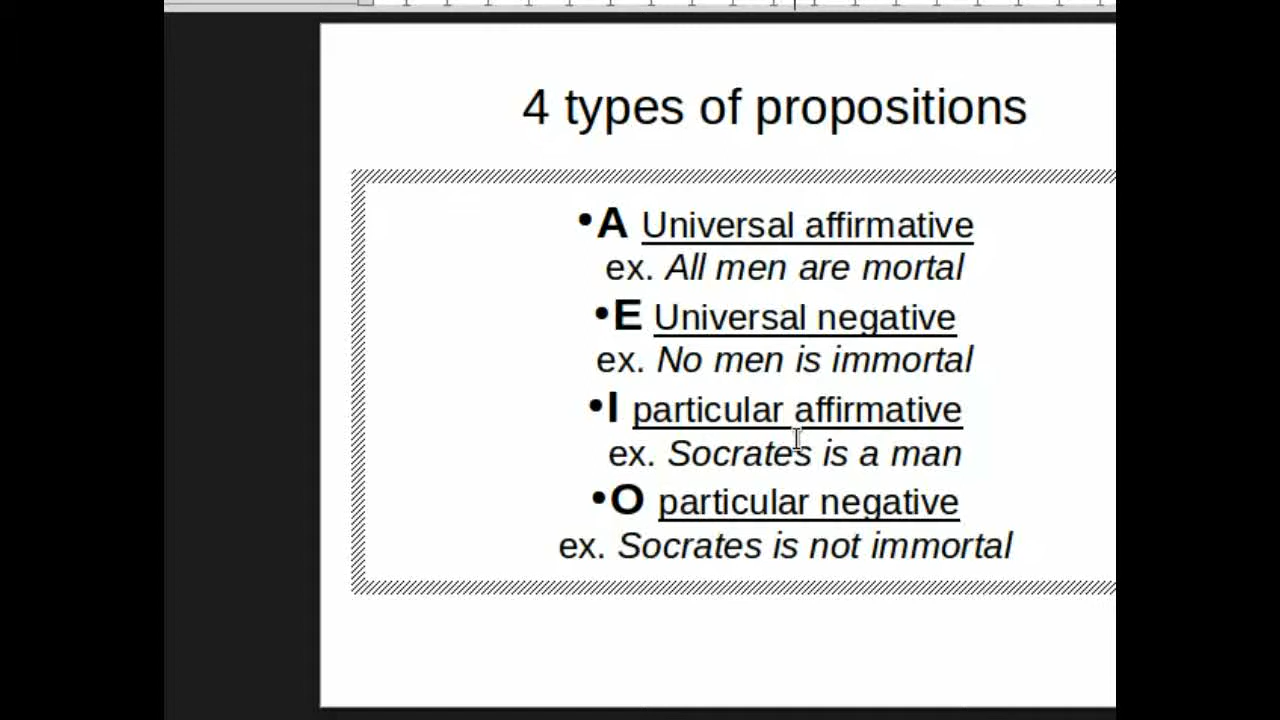 4 types of propositions
•A Universal affirmative
ex. All men are mortal
•E Universal negative
ex. No men is immortal
•I particular affirmative
ex. Socrates is a man
•O particular negative
ex. Socrates is not immortal